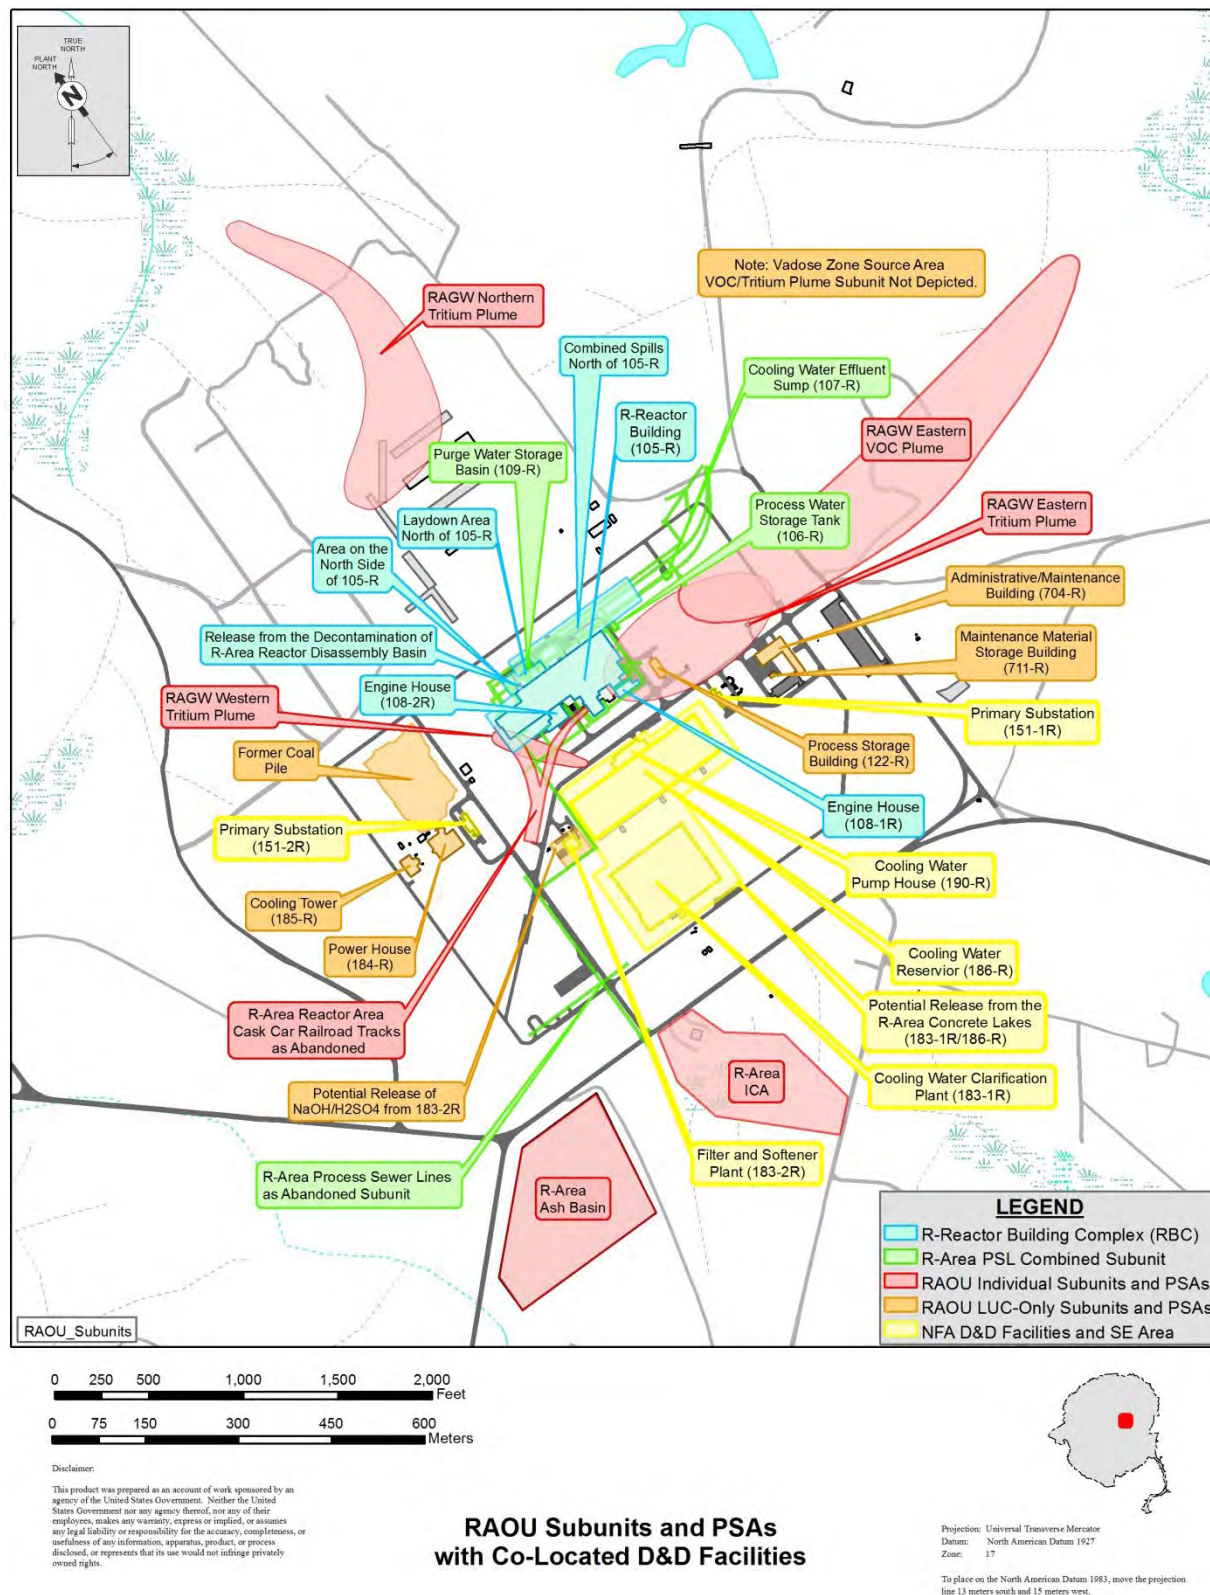 TRUE
NORTH
PLANT
NORTH
N
Note: Vadose Zone Source Area
VOC/Tritium Plume Subunit Not Depicted.
RAGW Northern
Tritium Plume
Combined Spills
North of 105-R
Cooling Water Effluent
Sump (107-R)
R-Reactor
Building
(105-R)
RAGW Eastern
VOC Plume
Purge Water Storage
Basin (109-R)
Process Water
Storage Tank
(106-R)
RAGW Eastern
Tritium Plume
Laydown Area
North of 105-R
Area on the
North Side
of 105-R
Administrative/Maintenance
Building (704-R)
Release from the Decontamination of
R-Area Reactor Disassembly Basin
Maintenance Material
Storage Building
(711-R)
Engine House
(108-2R)
RAGW Western
Tritium Plume
Primary Substation
(151-1R)
Former Coal
Pile
Process Storage
Building (122-R)
Engine House
(108-1R)
Primary Substation
(151-2R)
Cooling Water
Pump House (190-R)
Cooling Tower
(185-R)
Power House
(184-R)
Cooling Water
Reservior (186-R)
R-Area Reactor Area
Cask Car Railroad Tracks
as Abandoned
Potential Release from the
R-Area Concrete Lakes
(183-1R/186-R)
R-Area
ICA
Cooling Water Clarification
Plant (183-1R)
Potential Release of
NaOH/H2SO4 from 183-2R
Filter and Softener
Plant (183-2R)
R-Area Process Sewer Lines
as Abandoned Subunit
R-Area
Ash Basin
LEGEND
R-Reactor Building Complex (RBC)
R-Area PSL Combined Subunit
RAOU Individual Subunits and PSAs
RAOU LUC-Only Subunits and PSAs
NFA D&D Facilities and SE Area
RAOU_Subunits
0 250 500 1,000 1,500 2,000
Feet
0 75 150 300 450 600
Meters
Disclaimer:
This product was prepared as an account of work sponsored by an
agency of the United States Government. Neither the United
States Government nor any agency thereof, nor any of their
employees, makes any warranty, express or implied, or assumes
any legal liability or responsibility for the accuracy, completeness, or
usefulness of any information, apparatus, product, or process
disclosed, or represents that its use would not infringe privately
owned rights.
RAOU Subunits and PSAs
with Co-Located D&D Facilities
Projection: Universal Transverse Mercator
Datum: North American Datum 1927
Zone: 17
To place on the North American Datum 1983, move the projection
line 13 meters south and 15 meters west.